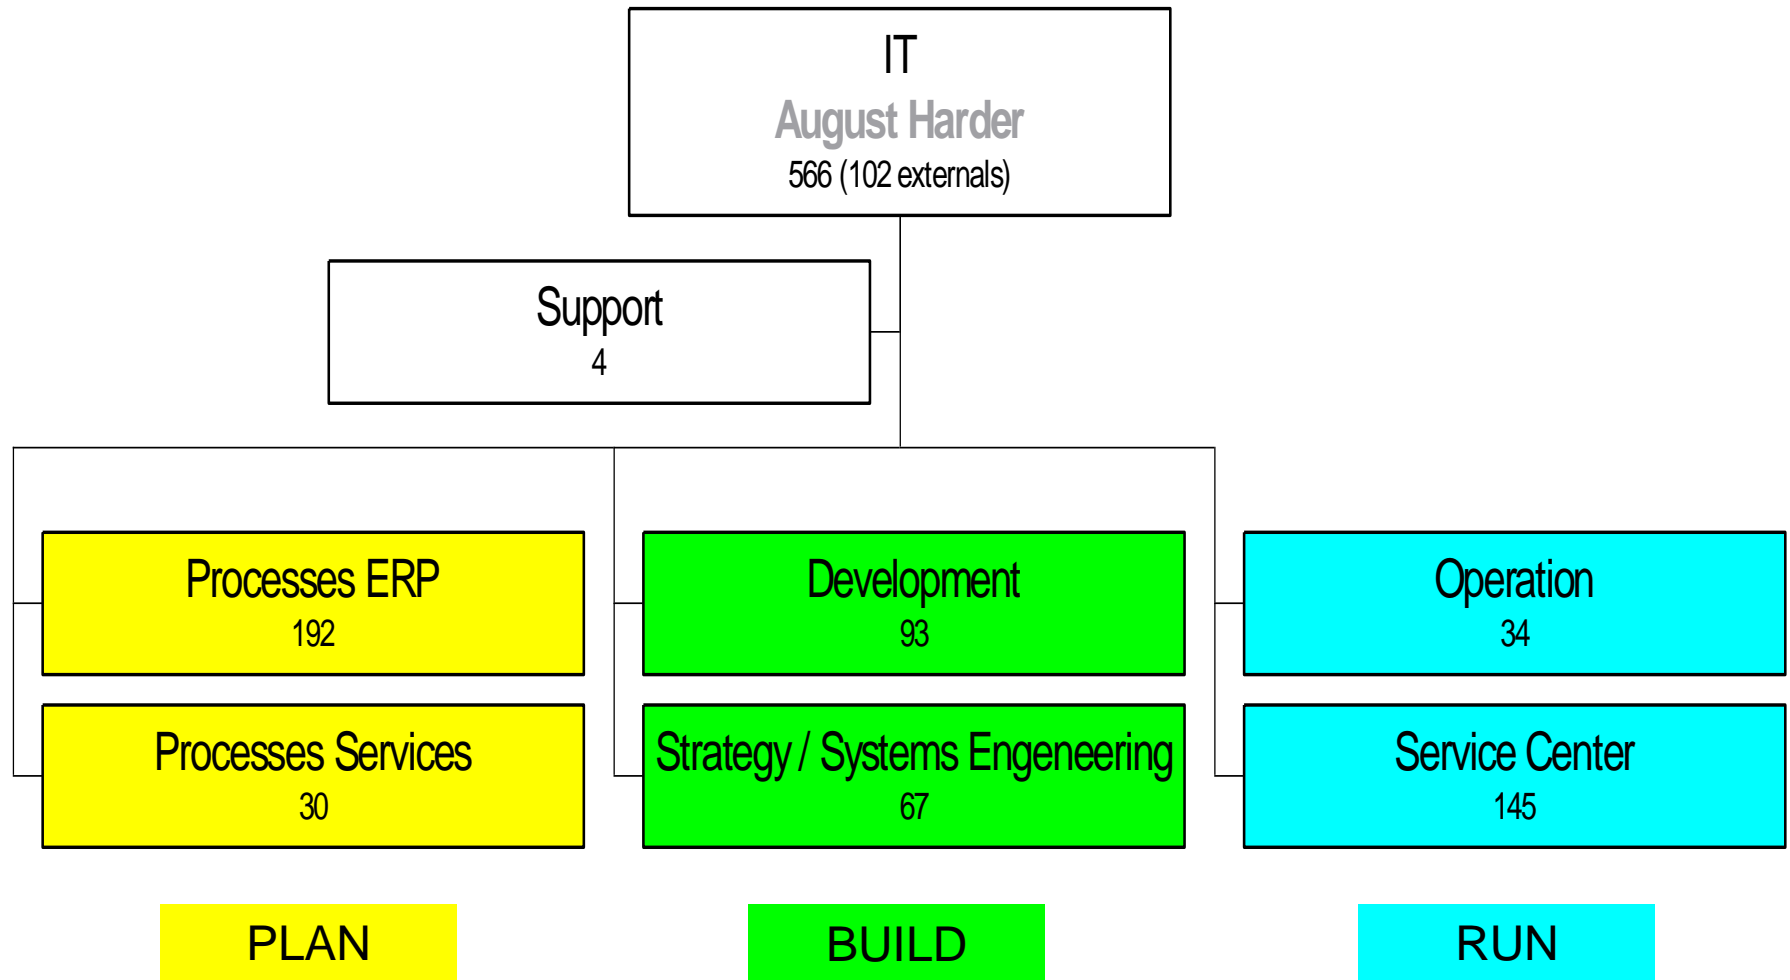 IT
August Harder
566 (102 externals)
Support
4
Processes ERP
192
Development
93
Operation
34
Processes Services
30
Strategy / Systems Engeneering
67
Service Center
145
PLAN
BUILD
RUN